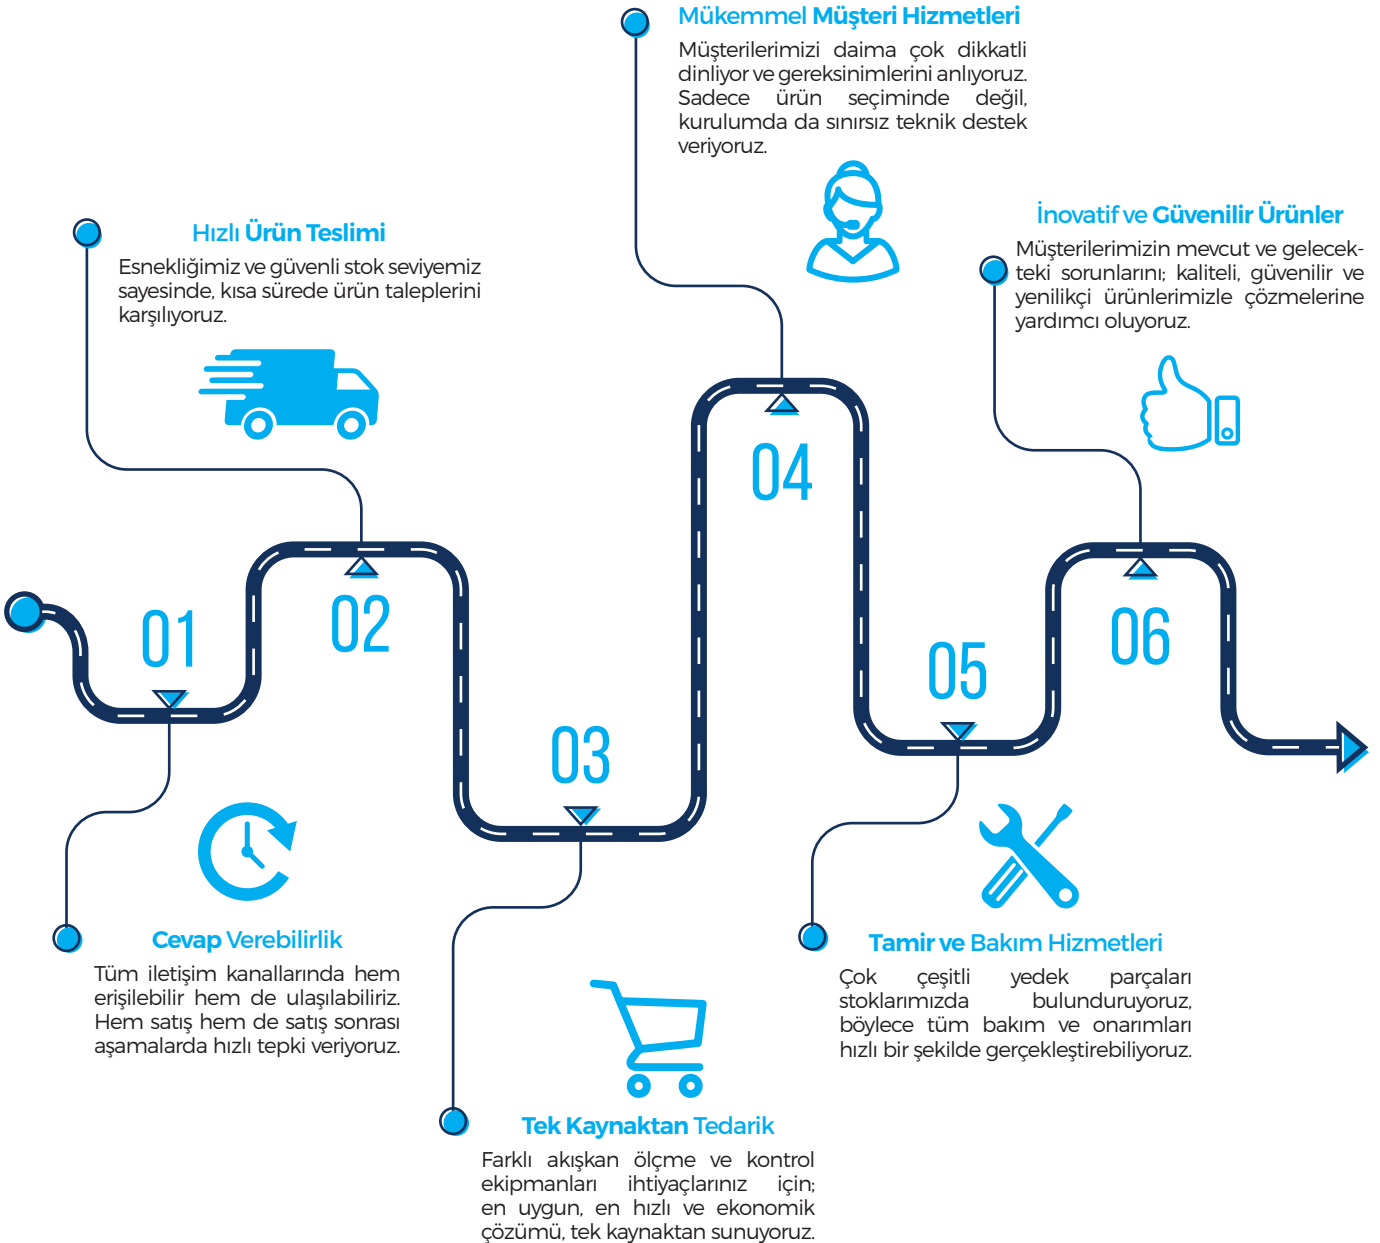 01
Cevap Verebilirlik
Tüm iletişim kanallarında hem
erişilebilir hem de ulaşılabiliriz.
Hem satış hem de satış sonrası
aşamalarda hızlı tepki veriyoruz.
02
Hızlı Ürün Teslimi
Esnekliğimiz ve güvenli stok seviyemiz
sayesinde, kısa sürede ürün taleplerini
karşılıyoruz.
03
Tek Kaynaktan Tedarik
Farklı akışkan ölçme ve kontrol
ekipmanları ihtiyaçlarınız için;
en uygun, en hızlı ve ekonomik
çözümü, tek kaynaktan sunuyoruz.
04
Mükemmel Müşteri Hizmetleri
Müşterilerimizi daima çok dikkatli
dinliyor ve gereksinimlerini anlıyoruz.
Sadece ürün seçiminde değil,
kurulumda da sınırsız teknik destek
veriyoruz.
05
Tamir ve Bakım Hizmetleri
Çok çeşitli yedek parçaları
stoklarımızda bulunduruyoruz,
böylece tüm bakım ve onarımları
hızlı bir şekilde gerçekleştirebiliyoruz.
06
İnovatif ve Güvenilir Ürünler
Müşterilerimizin mevcut ve gelecek-
teki sorunlarını; kaliteli, güvenilir ve
yenilikçi ürünlerimizle çözmelerine
yardımcı oluyoruz.